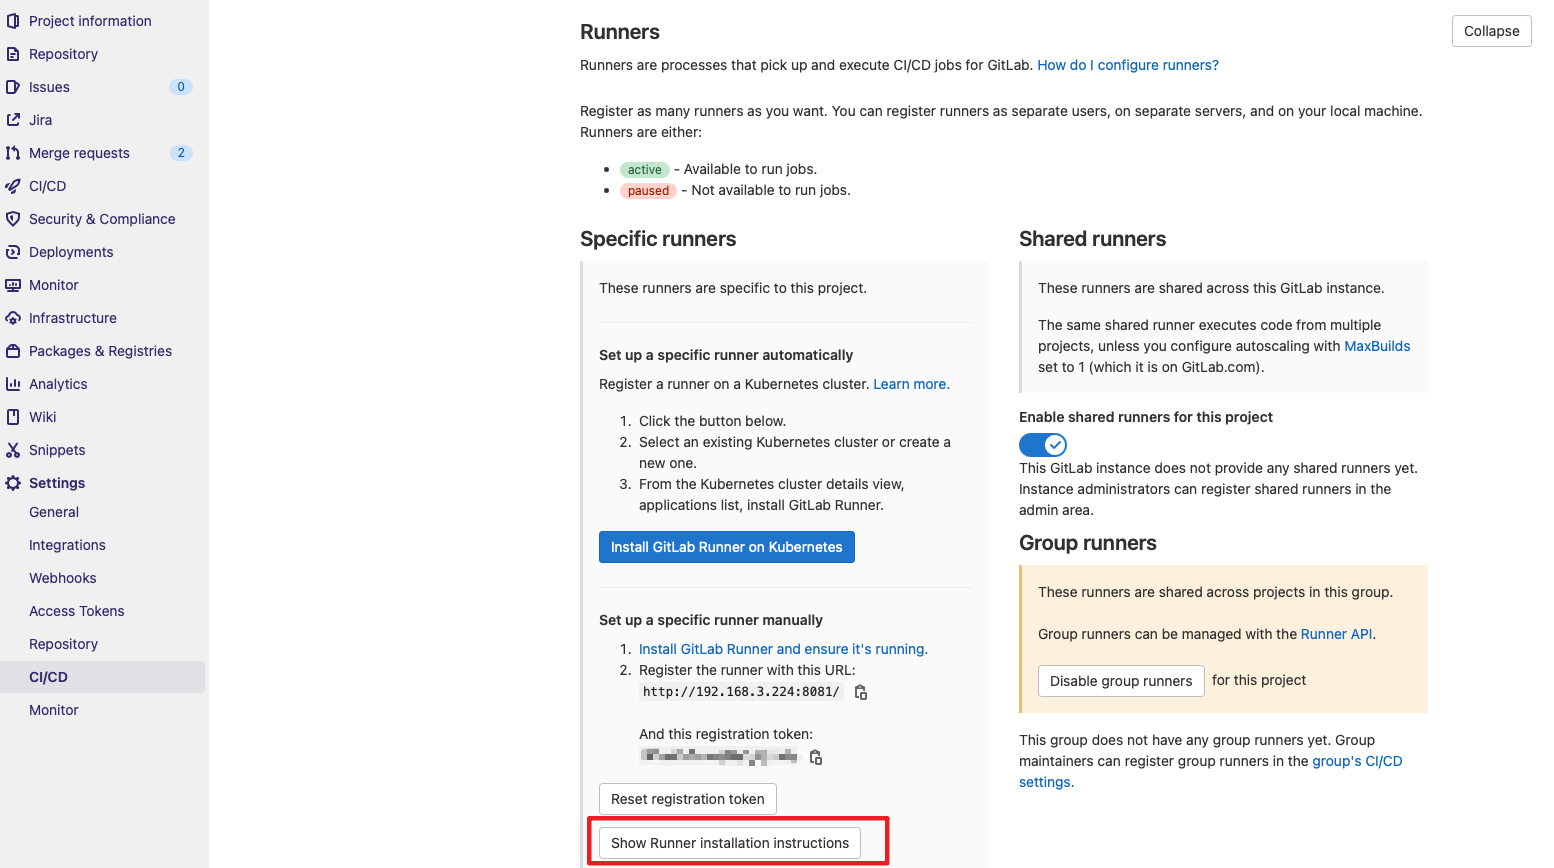 Project information
Repository
Issues 0
Jira
Merge requests 2
CI/CD
Security & Compliance
Deployments
Monitor
Infrastructure
Packages & Registries
Analytics
Wiki
Snippets
Settings
General
Integrations
Webhooks
Access Tokens
Repository
CI/CD
Monitor
Runners
Collapse
Runners are processes that pick up and execute CI/CD jobs for GitLab. How do I configure runners?
Register as many runners as you want. You can register runners as separate users, on separate servers, and on your local machine.
Runners are either:
• active - Available to run jobs.
• paused - Not available to run jobs.
Specific runners
These runners are specific to this project.
Set up a specific runner automatically
Register a runner on a Kubernetes cluster. Learn more.
1. Click the button below.
2. Select an existing Kubernetes cluster or create a
new one.
3. From the Kubernetes cluster details view,
applications list, install GitLab Runner.
Install GitLab Runner on Kubernetes
Set up a specific runner manually
1. Install GitLab Runner and ensure it's running.
2. Register the runner with this URL:
http://192.168.3.224:8081/
And this registration token:
Reset registration token
Show Runner installation instructions
Shared runners
These runners are shared across this GitLab instance.
The same shared runner executes code from multiple
projects, unless you configure autoscaling with MaxBuilds
set to 1 (which it is on GitLab.com).
Enable shared runners for this project
This GitLab instance does not provide any shared runners yet.
Instance administrators can register shared runners in the
admin area.
Group runners
These runners are shared across projects in this group.
Group runners can be managed with the Runner API.
Disable group runners for this project
This group does not have any group runners yet. Group
maintainers can register group runners in the group's CI/CD
settings.